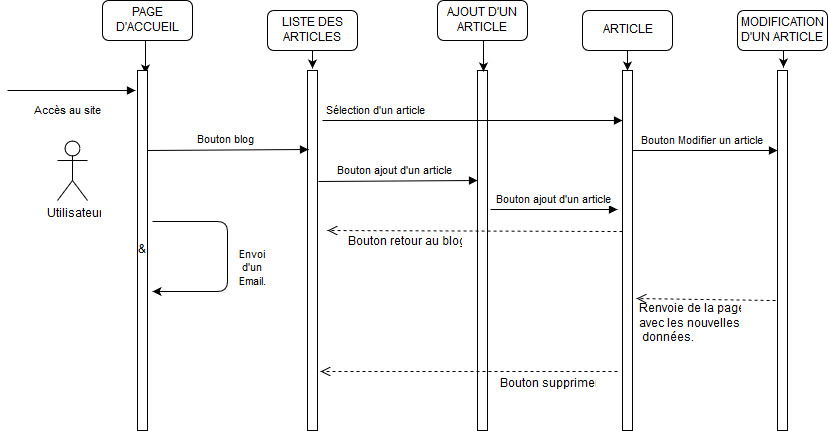 PAGE
D'ACCUEIL
LISTE DES
ARTICLES
AJOUT D'UN
ARTICLE
ARTICLE
MODIFICATION
D'UN ARTICLE
Accès au site
Sélection d'un article
Bouton blog
Bouton Modifier un article
Bouton ajout d'un article
Bouton ajout d'un article
Utilisateur
Bouton retour au blog
&
Envoi
d'un
Email.
Renvoie de la page
avec les nouvelles
données.
Bouton supprimer